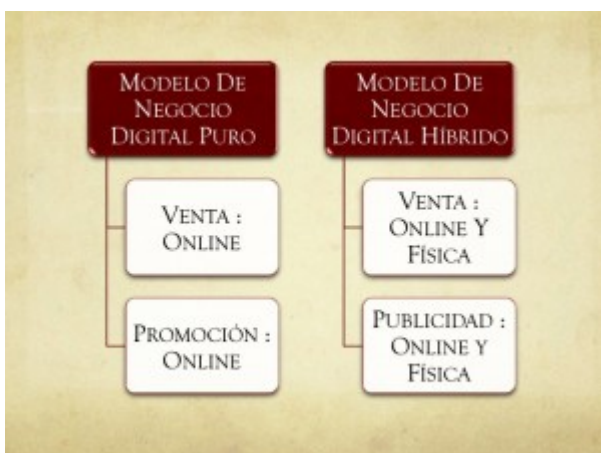 Modelo De
Negocio
Digital Puro
Venta :
Online
Promoción :
Online
Modelo De
Negocio
Digital Híbrido
Venta :
Online Y
Física
Publicidad :
Online y
Física